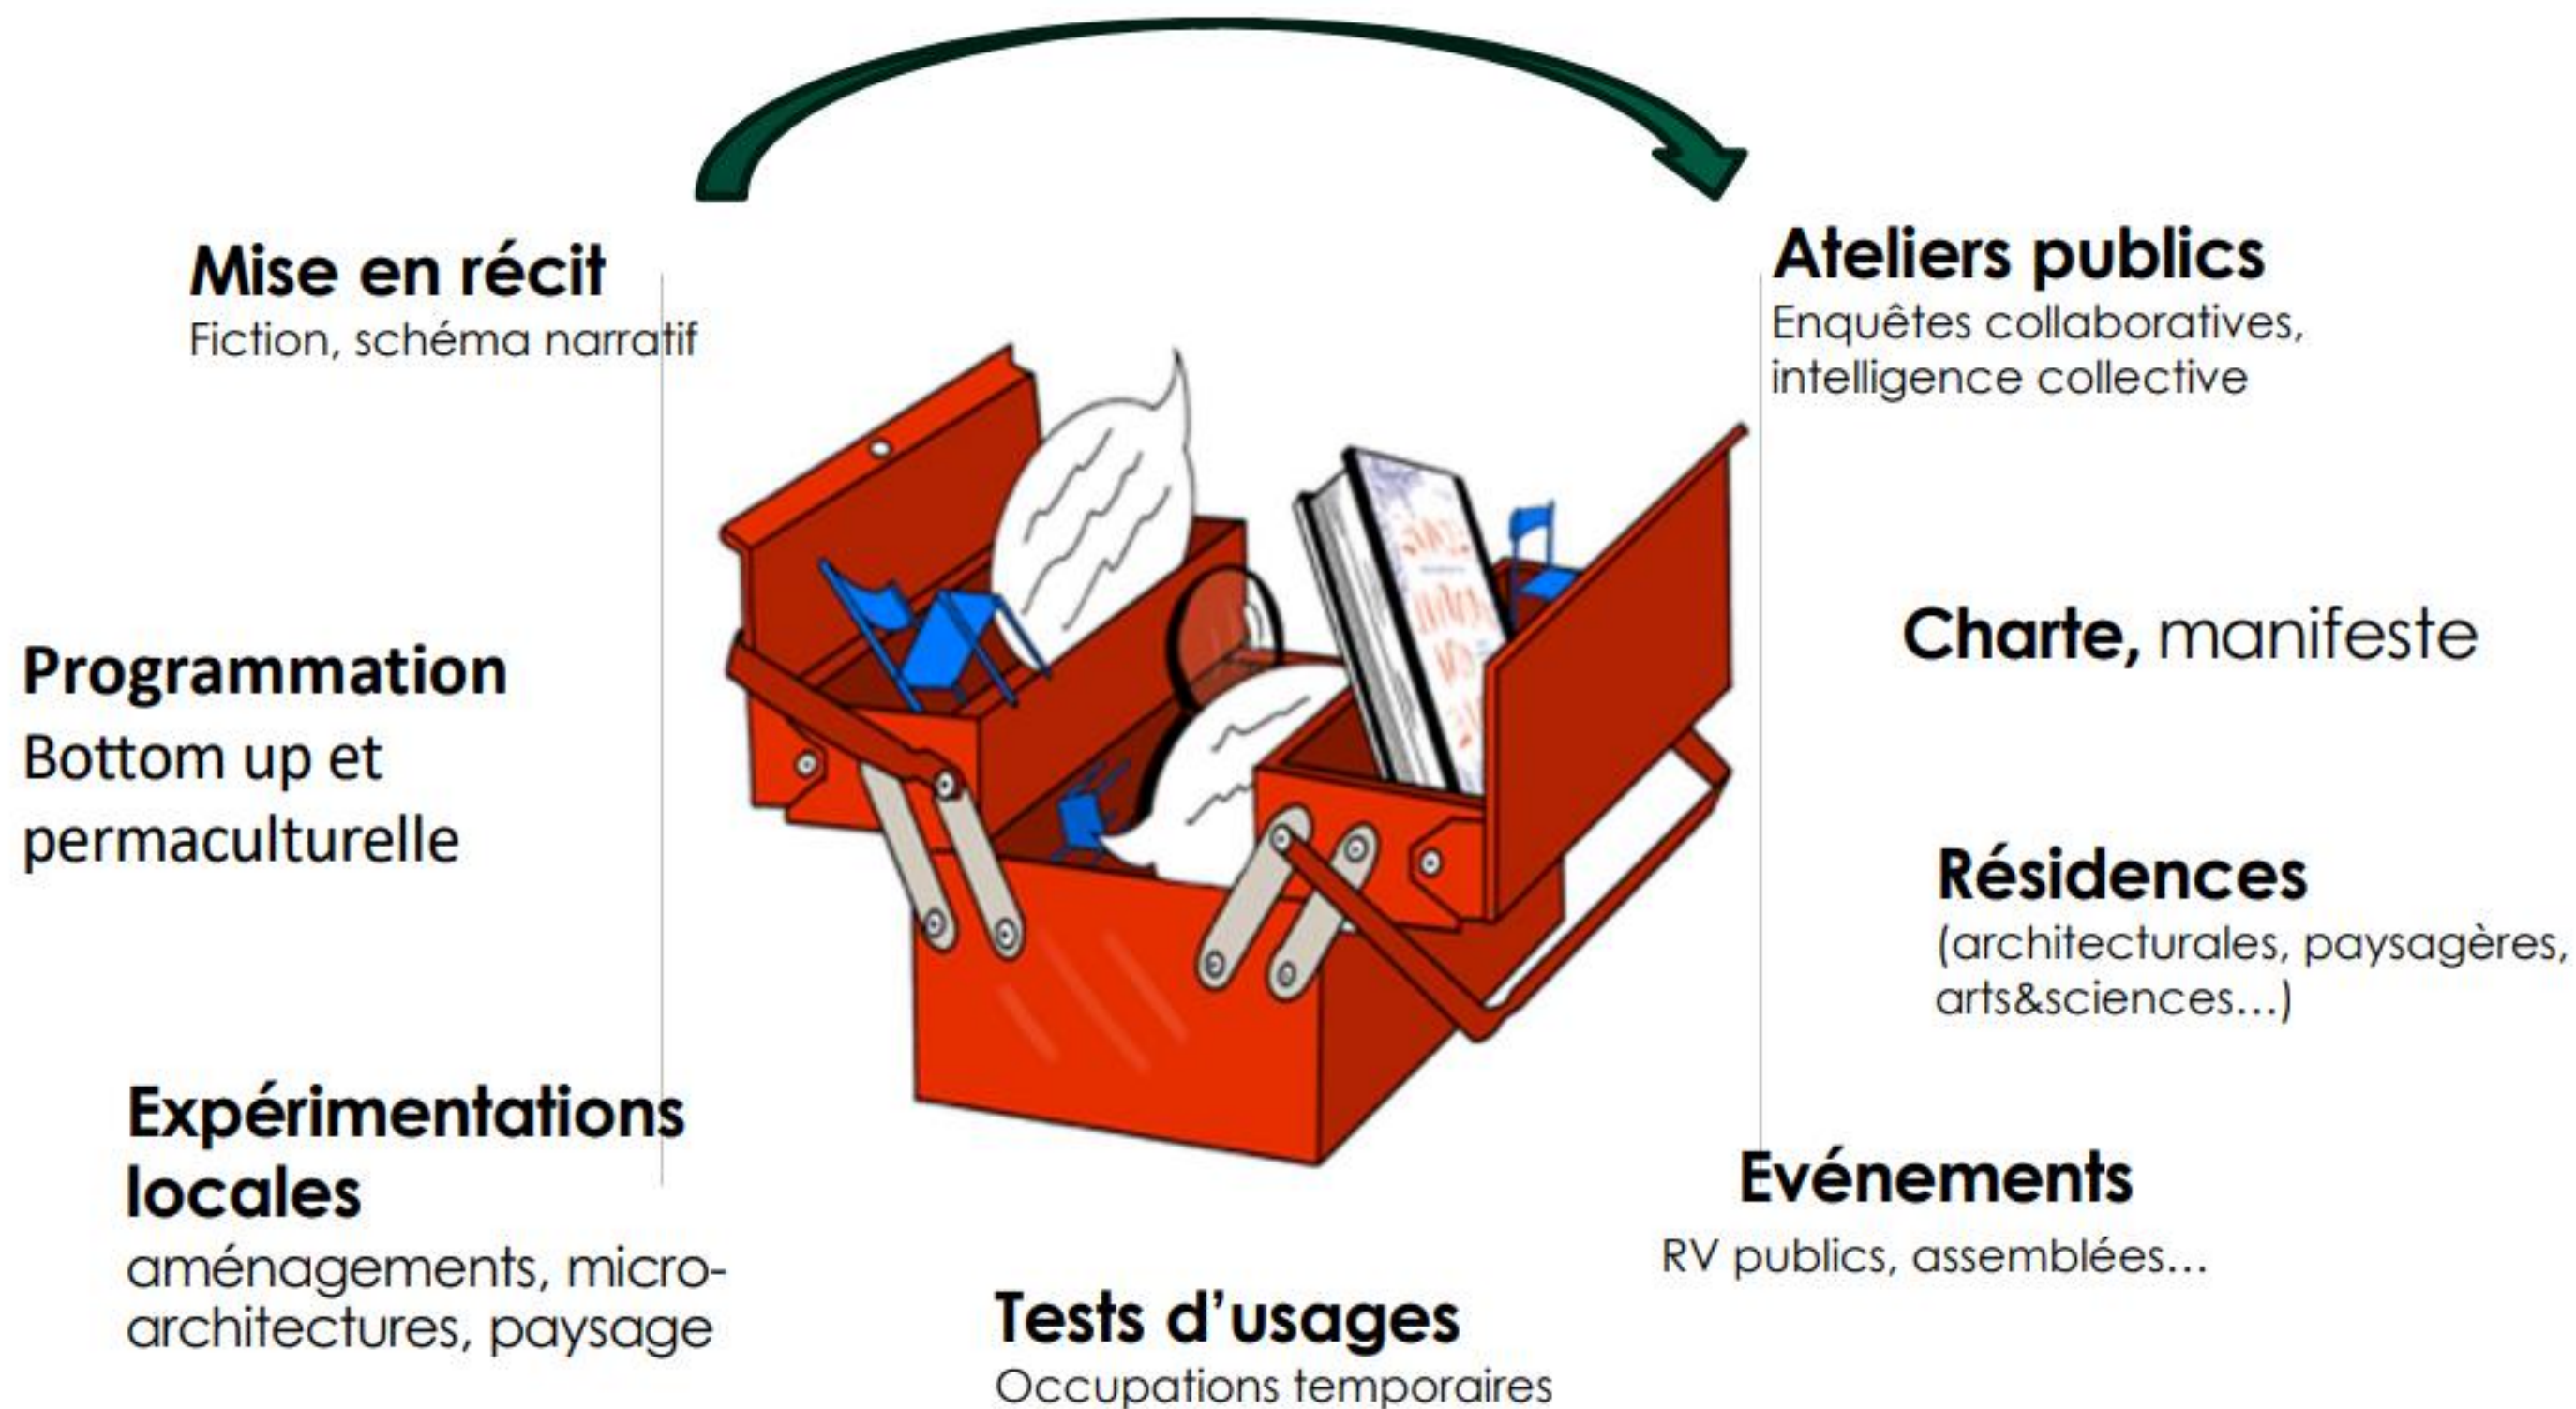 Mise en récit
Fiction, schéma narratif
Ateliers publics
Enquêtes collaboratives,
intelligence collective
Charte, manifeste
Programmation
Bottom up et
permaculturelle
Résidences
(architecturales, paysagères,
arts&sciences...)
Expérimentations
locales
aménagements, micro-
architectures, paysage
Evénements
RV publics, assemblées...
Tests d'usages
Occupations temporaires